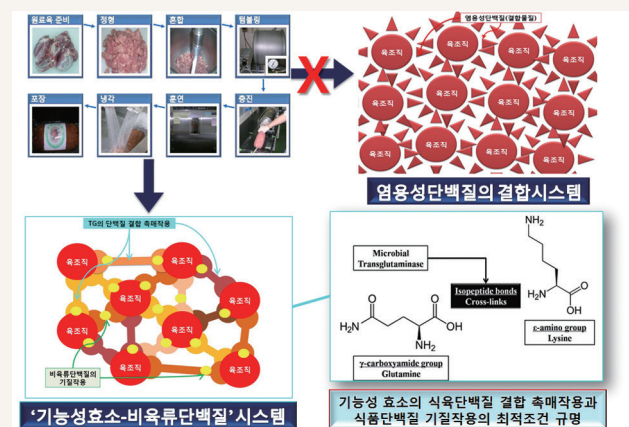 원료육 준비
정형
혼합
텀블링
포장
냉각
훈연
충진
X
염용성단백질(결합물질)
육조직
육조직
육조직
육조직
육조직
육조직
육조직
육조직
육조직
육조직
육조직
육조직
염용성단백질의 결합시스템
TG의 단백질 결합 촉매작용
육조직
육조직
육조직
육조직
육조직
육조직
육조직
육조직
비육류단백질의
기질작용
'기능성효소-비육류단백질' 시스템
Microbial
Transglutaminase
Isopeptide bonds
Cross-links
NH₂
O
H₂N
OH
ε-amino group
Lysine
O
O
H₂N
OH
NH₂
γ-carboxyamide group
Glutamine
기능성 효소의 식육단백질 결합 촉매작용과
식품단백질 기질작용의 최적조건 규명